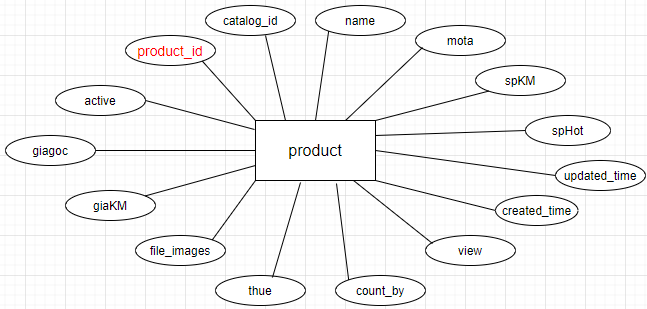 catalog_id
name
product_id
mota
spKM
active
spHot
giagoc
product
updated_time
giaKM
created_time
file_images
view
thue
count_by